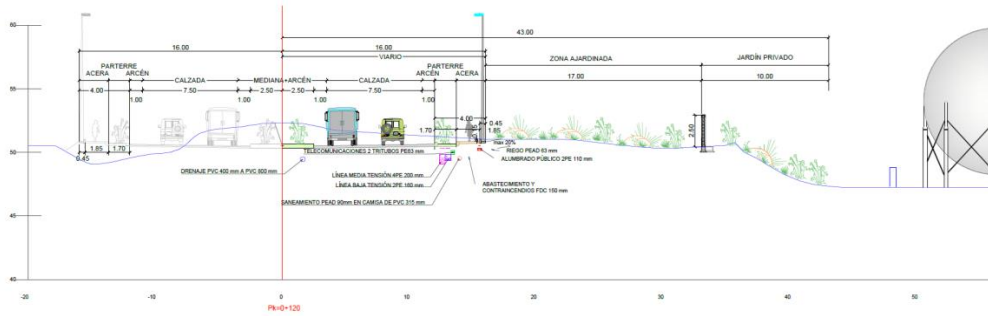 60
43.00
16.00
16.00
VIARIO
PARTERRE
ACERA
ARCÉN
CALZADA
MEDIANA+ARCÉN
CALZADA
PARTERRE
ARCÉN
ACERA
ZONA AJARDINADA
JARDÍN PRIVADO
4.00
7.50
2.50
2.50
7.50
17.00
10.00
55
1.00
1.00
1.00
1.00
4.00
0.45
1.70
1.85
0.15
2.50
max 20%
1.85
1.70
0.45
50
RIEGO PEAD 63 mm
TELECOMUNICACIONES 2 TRITUBOS PE63 mm
ALUMBRADO PÚBLICO 2PE 110 mm
DRENAJE PVC 400 mm A PVC 600 mm
LÍNEA MEDIA TENSIÓN 4PE 200 mm
LÍNEA BAJA TENSIÓN 2PE 160 mm
ABASTECIMIENTO Y
CONTRAINCENDIOS FDC 150 mm
SANEAMIENTO PEAD 90mm EN CAMISA DE PVC 315 mm
45
40
-20
-10
0
10
20
30
40
50
Pk=0+120